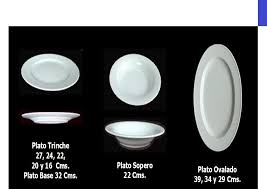 Plato Trinche
27, 24, 22,
20 y 16  Cms.
Plato Base 32 Cms.
Plato Sopero
22 Cms.
Plato Ovalado
39, 34 y 29 Cms.